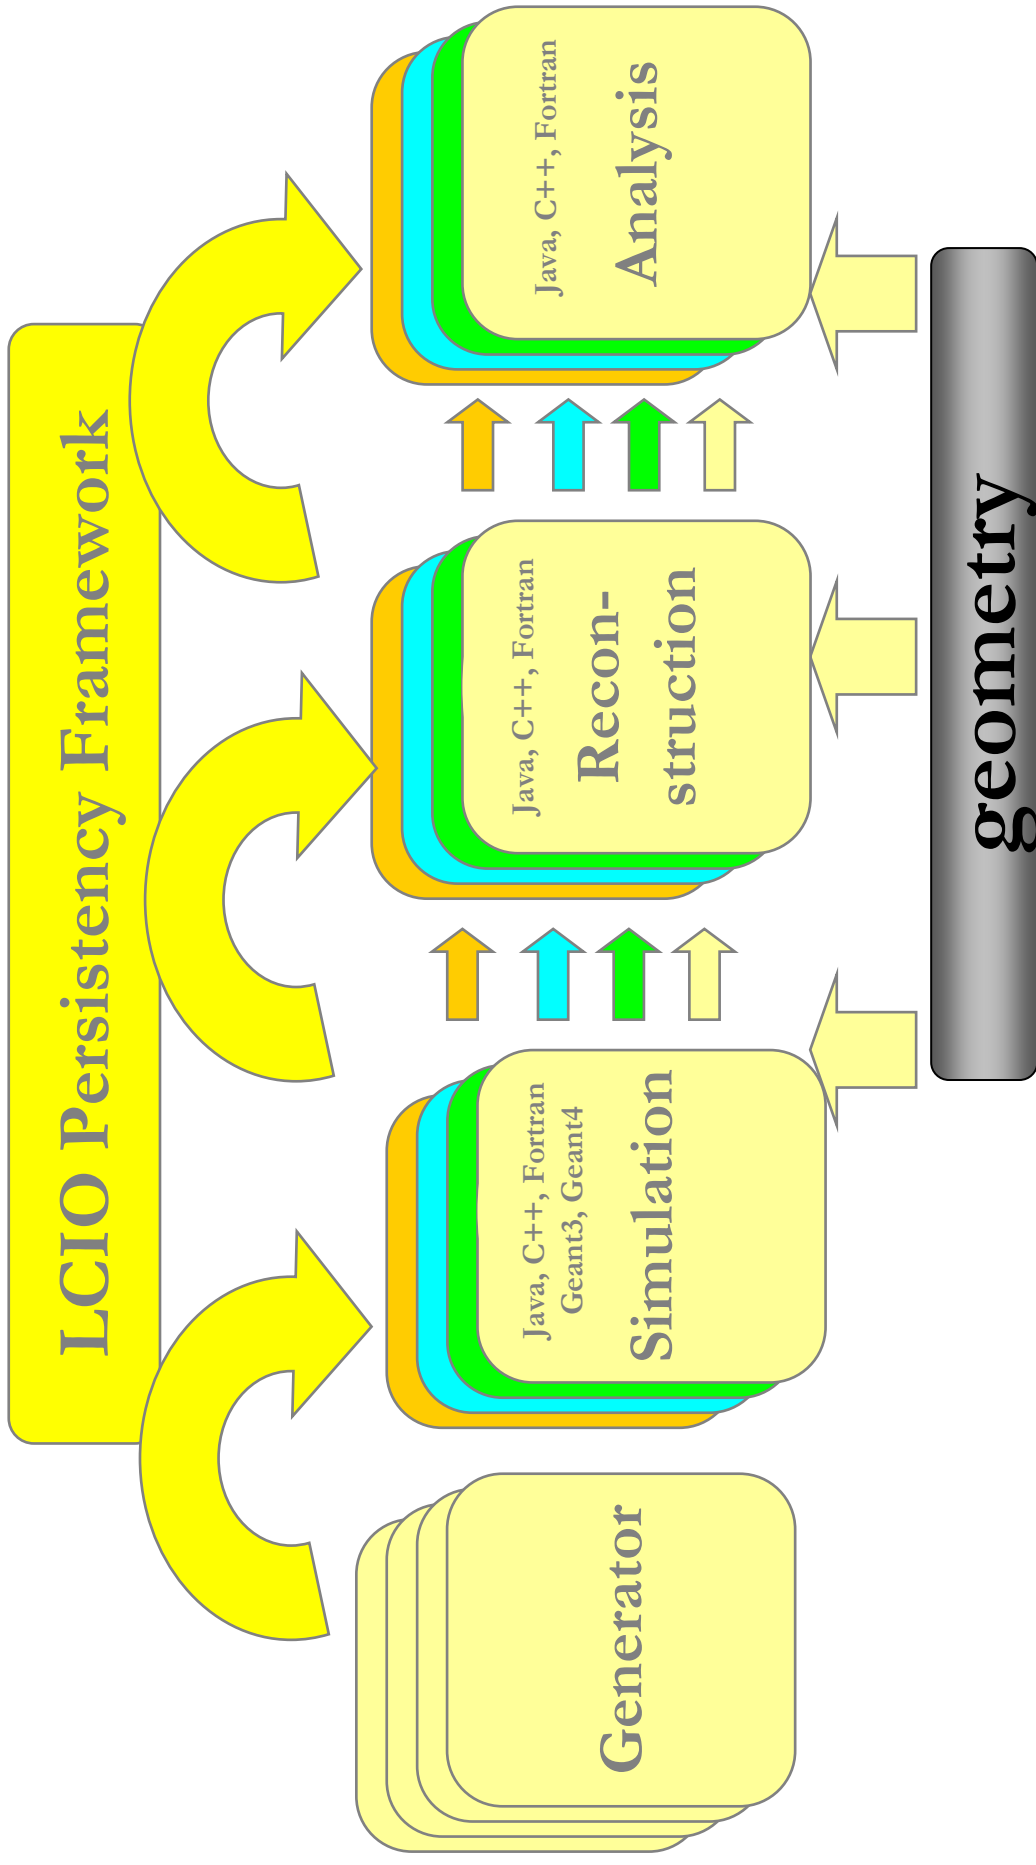 LCIO Persistency Framework
Generator
Java, C++, Fortran
Geant3, Geant4
Simulation
Java, C++, Fortran
Recon-
struction
Java, C++, Fortran
Analysis
geometry